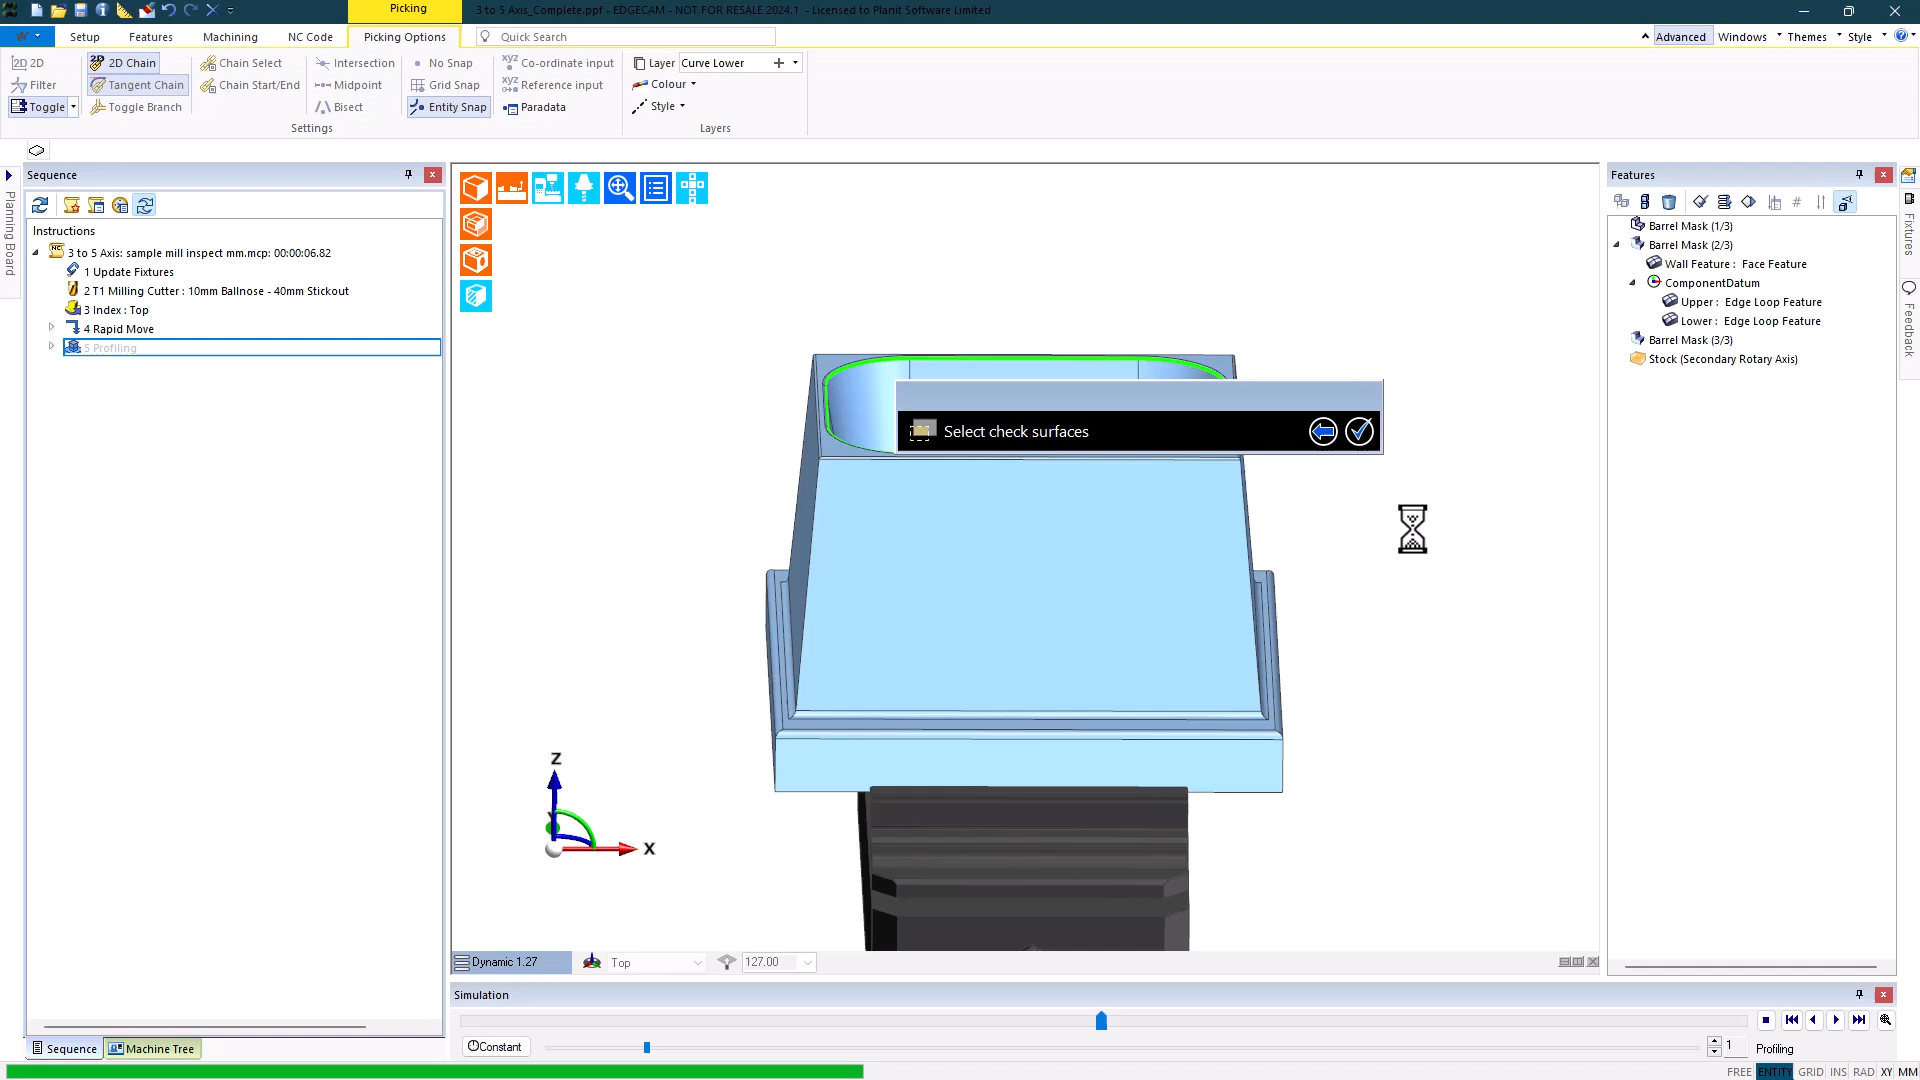 Picking
3 to 5 Axis_Complete.ppf - EDGECAM - NOT FOR RESALE 2024.1 - Licensed to Planit Software Limited
Setup
Features
Machining
NC Code
Picking Options
Quick Search
Advanced
Windows
Themes
Style
2D 2D
Filter
Toggle
2D Chain
Tangent Chain
Toggle Branch
Chain Select
Chain Start/End
Intersection
Midpoint
Bisect
No Snap
Grid Snap
Entity Snap
Co-ordinate input
Reference input
Paradata
Settings
Layer
Curve Lower
Colour
Style
Layers
Planning Board
Sequence
Instructions
3 to 5 Axis: sample mill inspect mm.mcp: 00:00:06.82
1 Update Fixtures
2 T1 Milling Cutter : 10mm Ballnose - 40mm Stickout
3 Index : Top
4 Rapid Move
5 Profiling
Sequence
Machine Tree
Select check surfaces
Z
X
Dynamic 1.27
Top
127.00
Features
Barrel Mask (1/3)
Barrel Mask (2/3)
Wall Feature : Face Feature
ComponentDatum
Upper : Edge Loop Feature
Lower : Edge Loop Feature
Barrel Mask (3/3)
Stock (Secondary Rotary Axis)
Fixtures
Feedback
Simulation
Constant
1
Profiling
FREE ENTITY GRID INS RAD XY MM